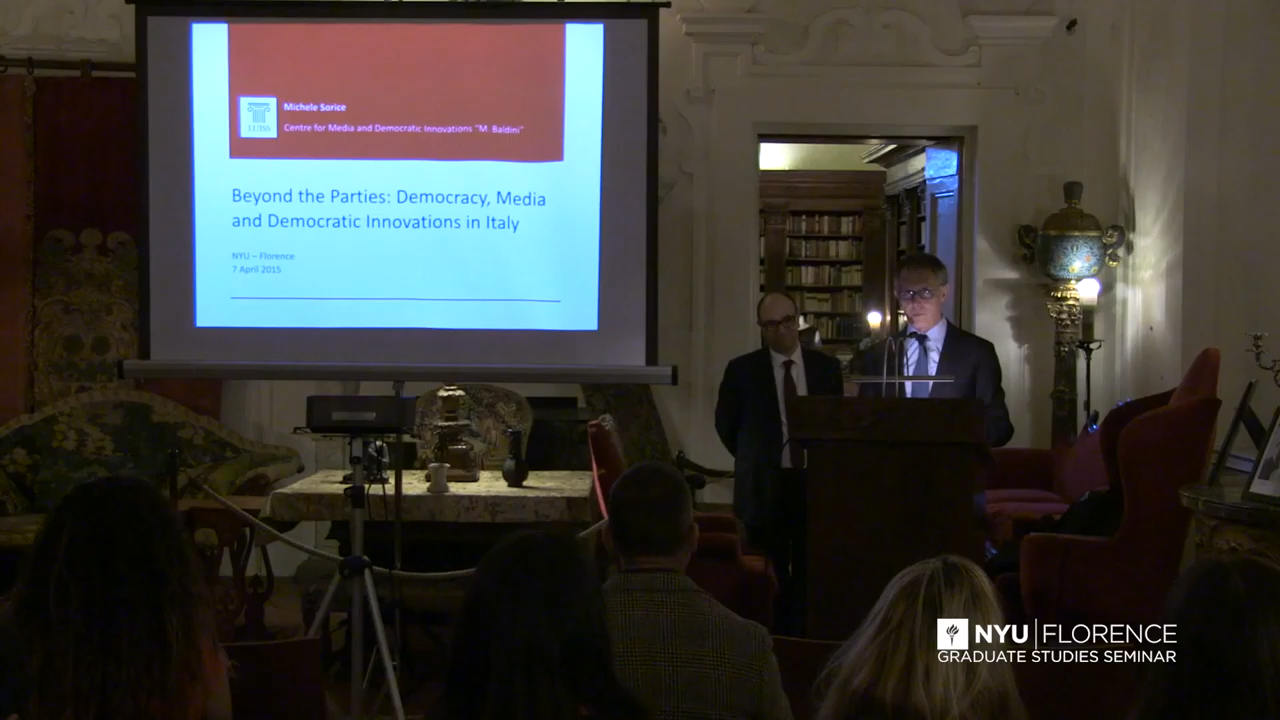 LUISS
Michele Sorice
Centre for Media and Democratic Innovations "M. Baldini"
Beyond the Parties: Democracy, Media
and Democratic Innovations in Italy
NYU – Florence
7 April 2015
NYU | FLORENCE
GRADUATE STUDIES SEMINAR